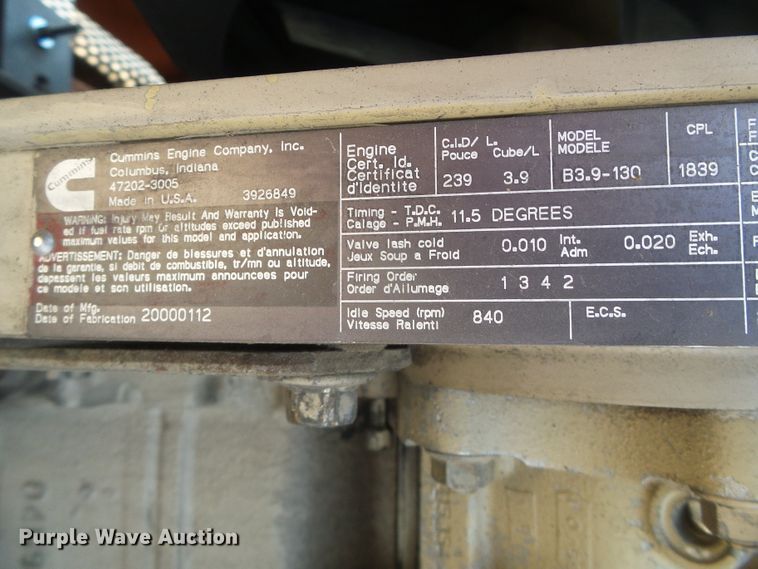 Cummins
Cummins Engine Company, Inc.
Columbus, Indiana
47202-3005
Made in U.S.A. 3926849
WARNING: Injury May Result And Warranty Is Void-
ed if fuel rate rpm or altitudes exceed published
maximum values for this model and application.
AVERTISSEMENT: Danger de blessures et d'annulation
de la garantie, si debit de combustible, tr/mn ou altitude,
depassent les valeurs maximum announcees pour
ce modele et son utilisation.
Date of Mfg.
Date of Fabrication 20000112
Engine
Cert. Id.
Certificat
d'Identite
C.I.D/ L.
Pouce Cube/L
239 3.9
MODEL
MODELE
B3.9-130
CPL
1839
Timing - T.D.C.
Calage - P.M.H. 11.5 DEGREES
Valve lash cold 0.010 Int. 0.020 Exh.
Jeux Soup a Froid Adm Ech.
Firing Order
Order d'Allumage 1 3 4 2
Idle Speed (rpm)
Vitesse Ralenti 840
E.C.S.
Purple Wave Auction